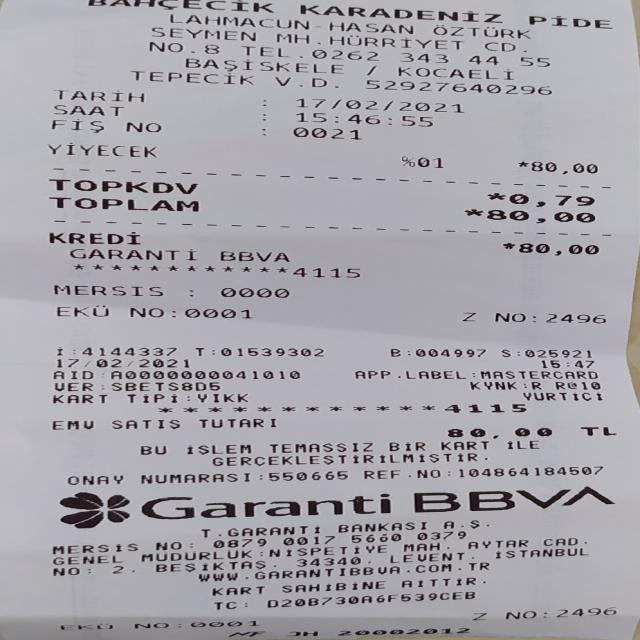 BAHÇECİK KARADENİZ PİDE
LAHMACUN-HASAN ÖZTÜRK
SEYMEN MH.HÜRRİYET CD.
NO.8 TEL.0262 343 44 55
BAŞİSKELE / KOCAELİ
TEPECİK V.D. 52927640296
TARİH : 17/02/2021
SAAT : 15:46:55
FİŞ NO : 0021
YİYECEK %01 *80,00
TOPKDV *0,79
TOPLAM *80,00
KREDİ *80,00
GARANTİ BBVA
************4115
MERSIS : 0000
EKÜ NO:0001 Z NO:2496
İ:4144337 T:01539302 B:004997 S:025921
17/02/2021 15:47
AID:A0000000041010 APP.LABEL:MASTERCARD
VER:SBETS8D5 KYNK:R R@10
KART TİPİ:YIKK YURTİCİ
************4115
EMV SATIŞ TUTARI 80,00 TL
BU İŞLEM TEMASSIZ BİR KART İLE
GERÇEKLEŞTİRİLMİŞTİR.
ONAY NUMARASI:550665 REF.NO:104864184507
Garanti BBVA
T.GARANTİ BANKASI A.Ş.
MERSİS NO: 0879 0017 5660 0379
GENEL MÜDÜRLÜK:NİSPETİYE MAH. AYTAR CAD.
NO: 2, BEŞİKTAŞ, 34340, LEVENT, İSTANBUL
WWW.GARANTIBBVA.COM.TR
KART SAHİBİNE AİTTİR.
TC: D20B730A6F539CEB
EKÜ NO:0001 Z NO:2496
MF JH 20002012